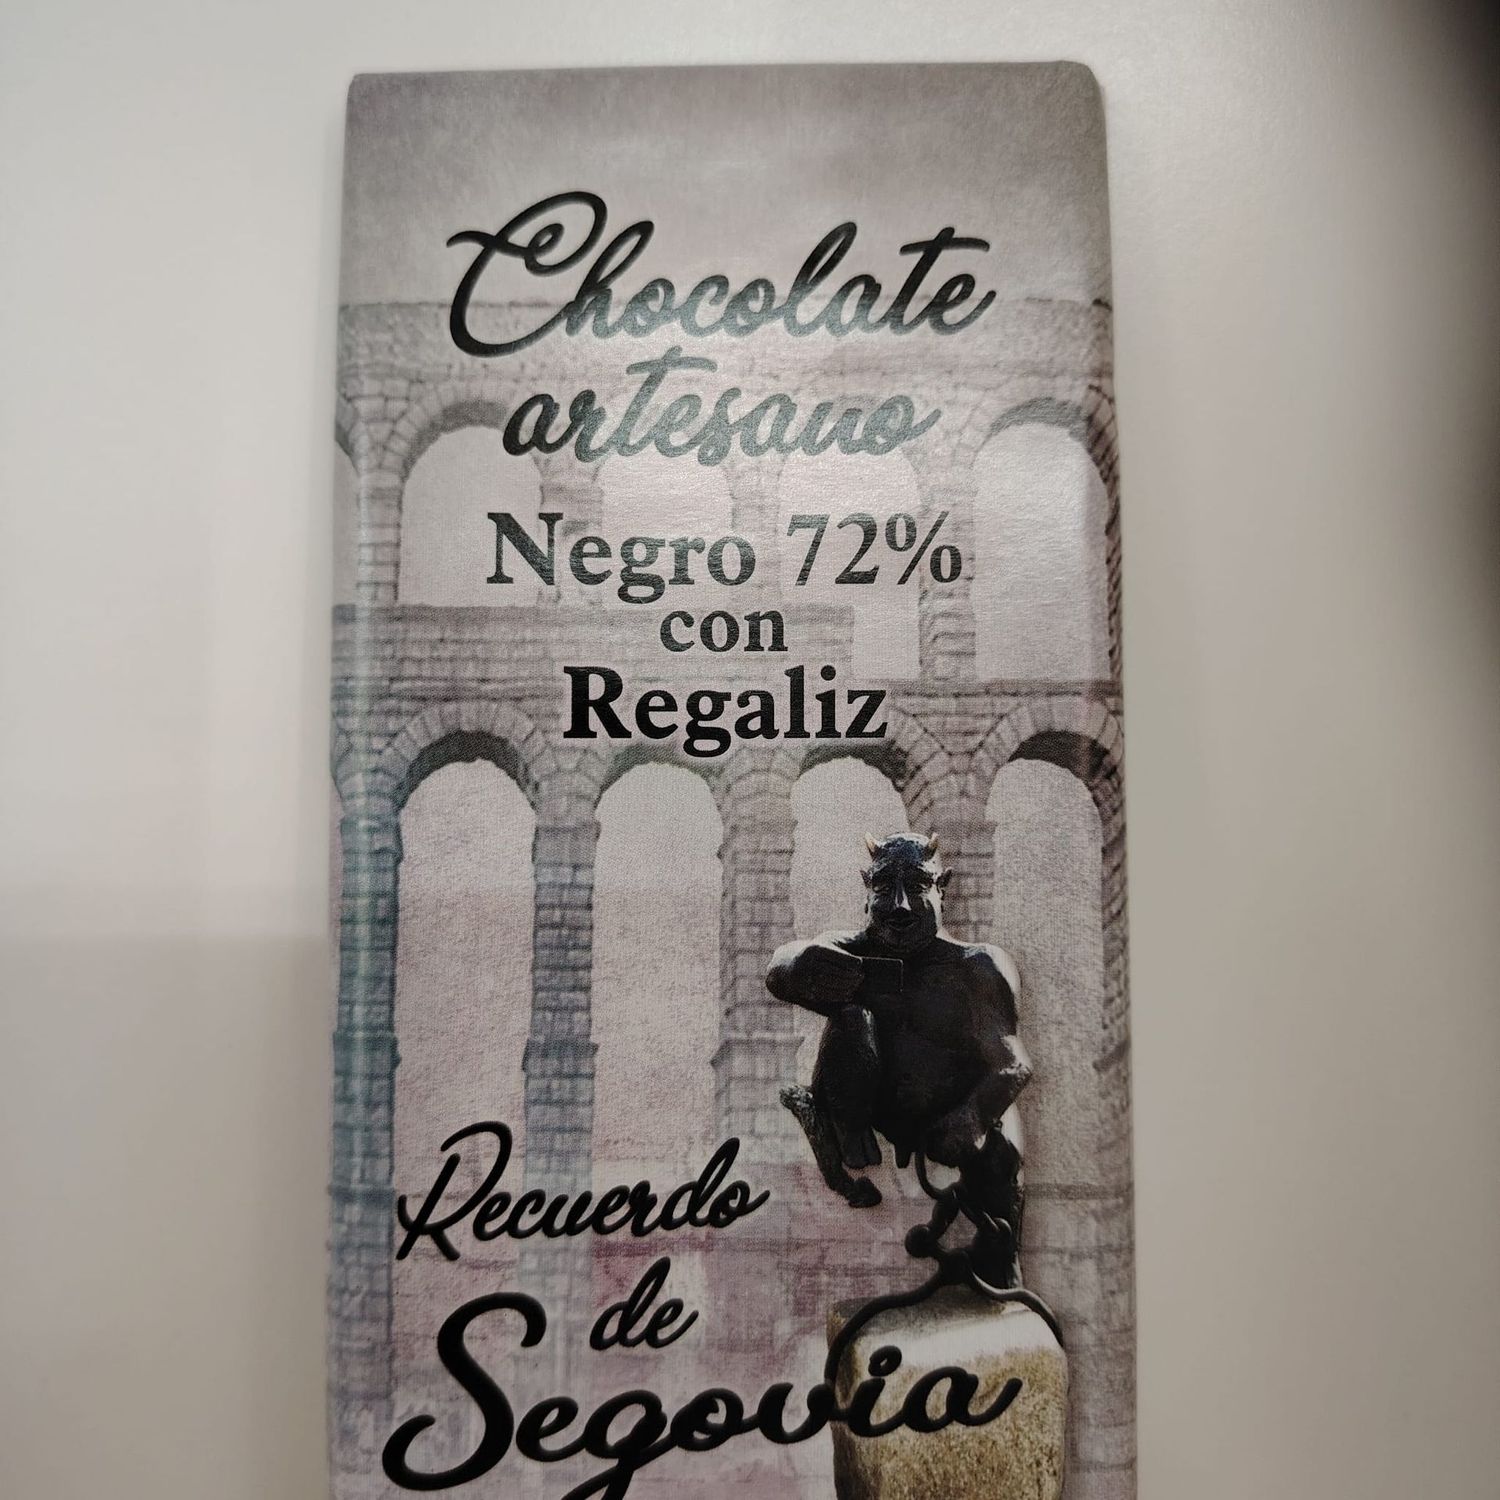 Chocolate
artesano
Negro 72%
con
Regaliz
Recuerdo
de
Segovia